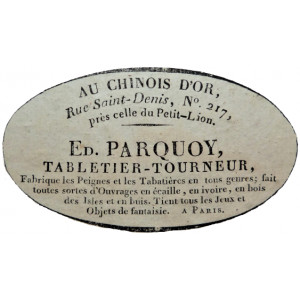 AU CHINOIS D'OR,
Rue Saint-Denis, N°. 217,
près celle du Petit-Lion.
ED. PARQUOY,
TABLETIER-TOURNEUR,
Fabrique les Peignes et les Tabatières en tous genres; fait
toutes sortes d'Ouvrages en écaille, en ivoire, en bois
des Isles et en buis. Tient tous les Jeux et
Objets de fantaisie. A PARIS.